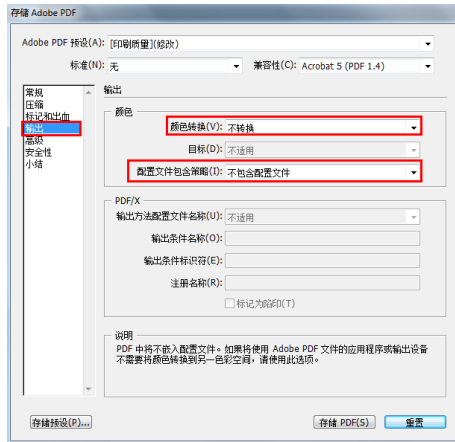 存储 Adobe PDF
Adobe PDF 预设(A): [印刷质量](修改)
标准(N): 无 兼容性(C): Acrobat 5 (PDF 1.4)
常规
压缩
标记和出血
输出
高级
安全性
小结
输出
颜色
颜色转换(V): 不转换
目标(D): 不适用
配置文件包含策略(I): 不包含配置文件
PDF/X
输出方法配置文件名称(U): 不适用
输出条件名称(O):
输出条件标识符(E):
注册名称(R):
标记为陷印(T)
说明
PDF 中将不嵌入配置文件。如果将使用 Adobe PDF 文件的应用程序或输出设备
不需要将颜色转换到另一色彩空间，请使用此选项。
存储预设(P)... 存储 PDF(S) 重置